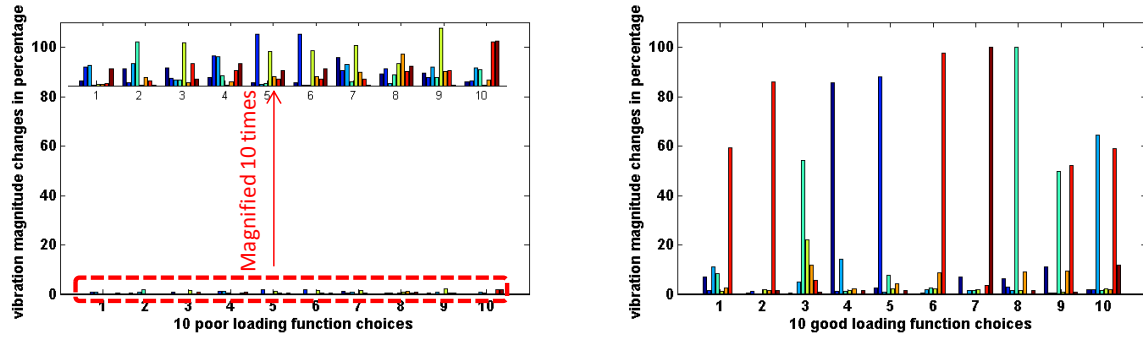 vibration magnitude changes in percentage
100
80
60
40
20
0
1 2 3 4 5 6 7 8 9 10
Magnified 10 times
1 2 3 4 5 6 7 8 9 10
10 poor loading function choices
vibration magnitude changes in percentage
100
80
60
40
20
0
1 2 3 4 5 6 7 8 9 10
10 good loading function choices